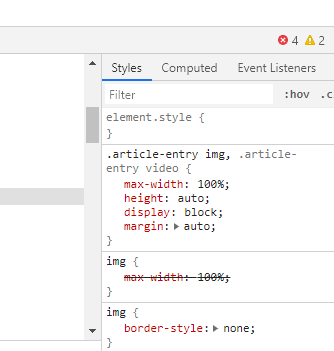 4 2
Styles Computed Event Listeners
Filter :hov .c
element.style {
}
.article-entry img, .article-
entry video {
max-width: 100%;
height: auto;
display: block;
margin: auto;
}
img {
max-width: 100%;
}
img {
border-style: none;
}